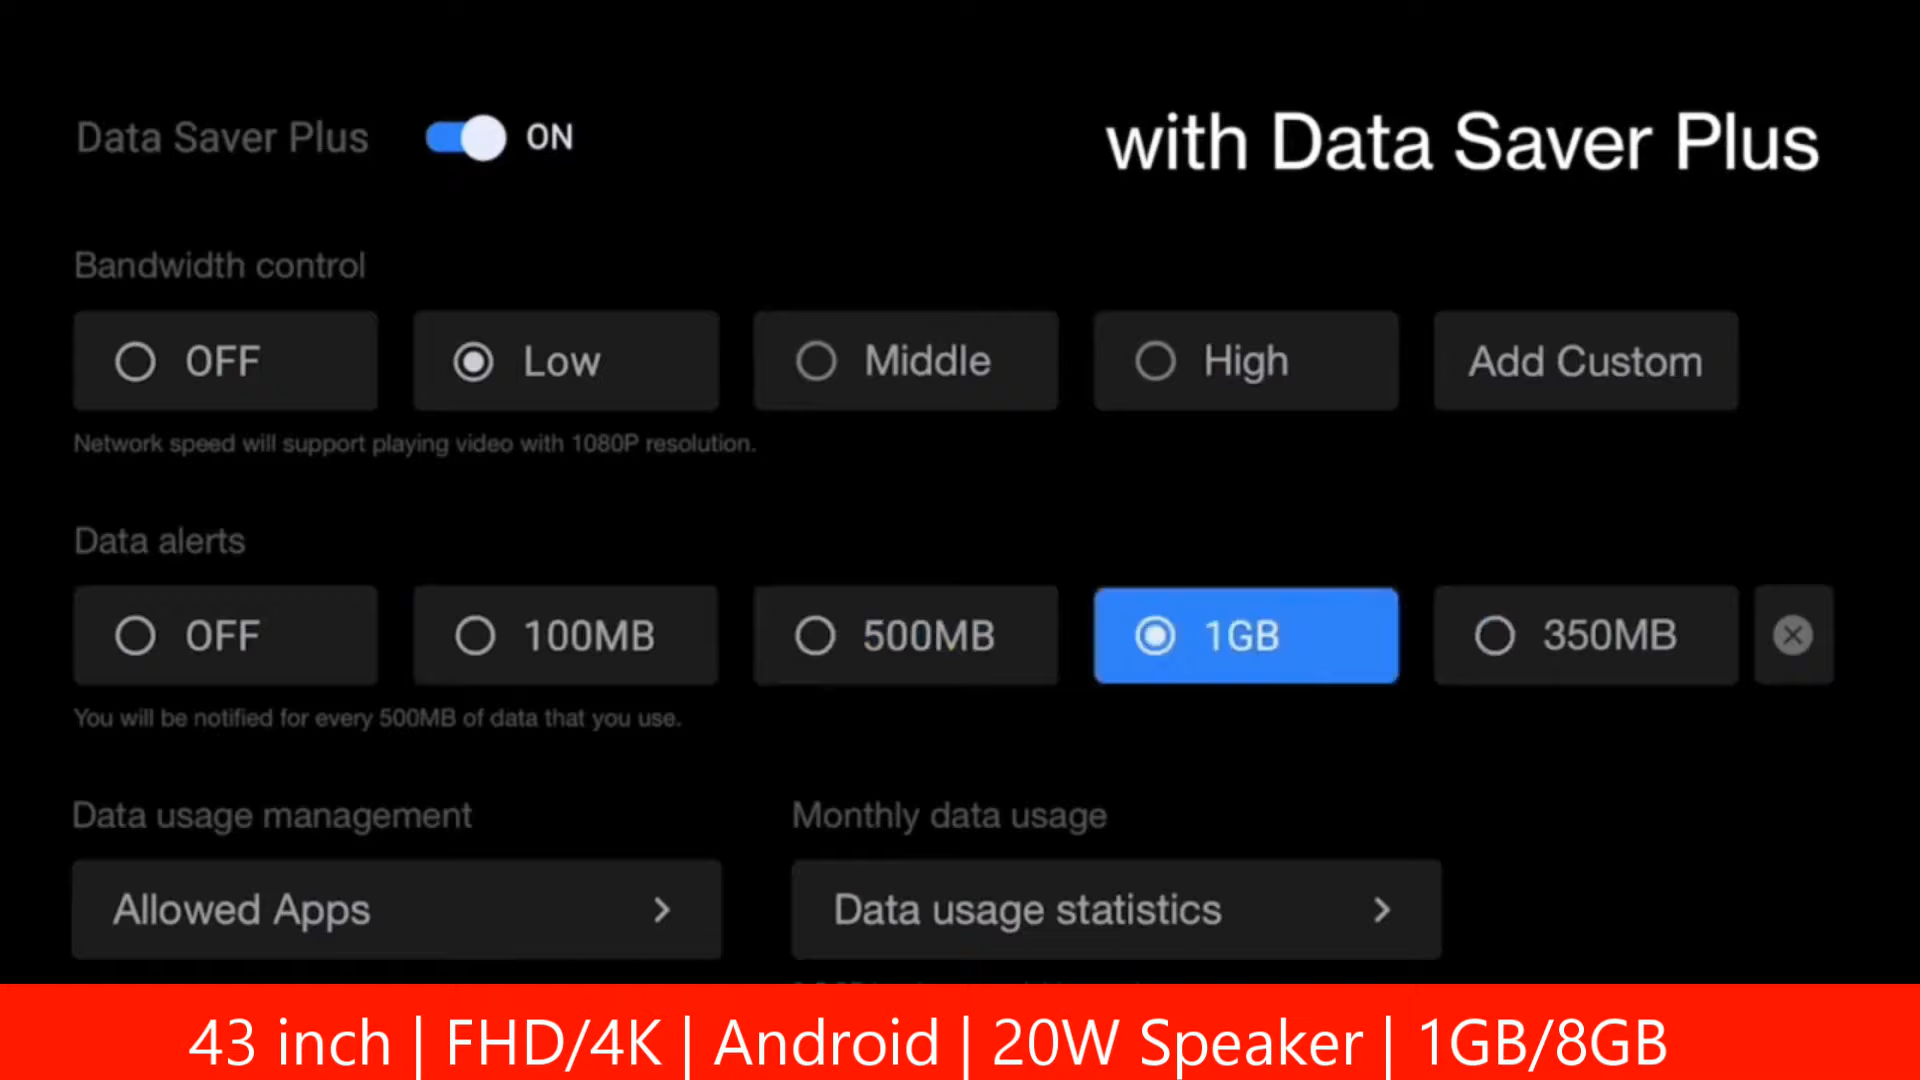 Data Saver Plus ON
with Data Saver Plus
Bandwidth control
OFF Low Middle High Add Custom
Network speed will support playing video with 1080P resolution.
Data alerts
OFF 100MB 500MB 1GB 350MB
You will be notified for every 500MB of data that you use.
Data usage management Monthly data usage
Allowed Apps Data usage statistics
43 inch | FHD/4K | Android | 20W Speaker | 1GB/8GB